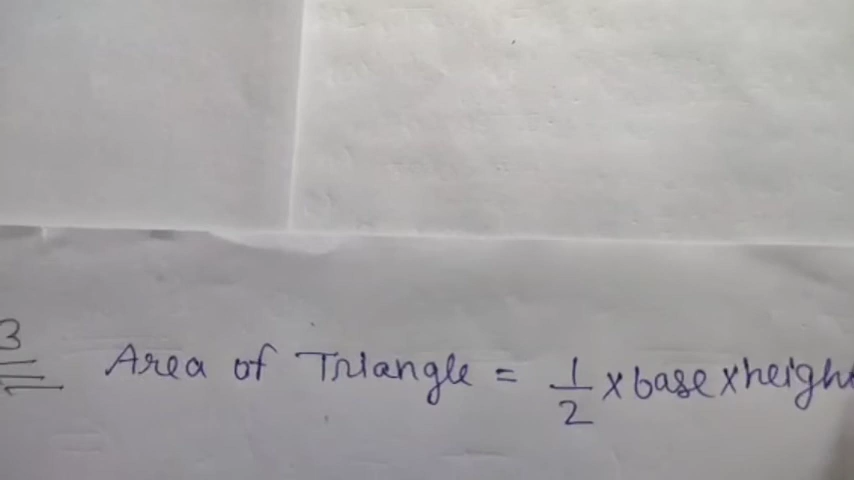 3 Area of Triangle = 1/2 x base x heigh